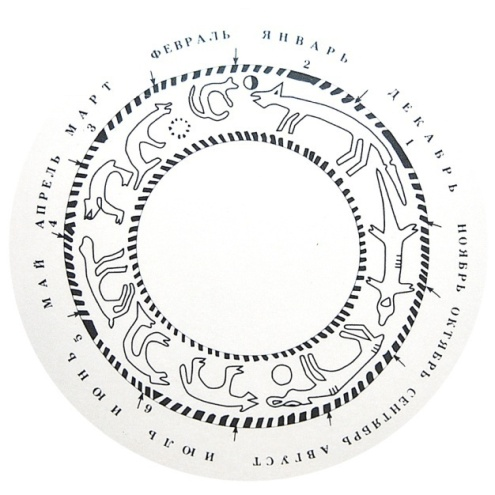 ЯНВАРЬ
ФЕВРАЛЬ
МАРТ
АПРЕЛЬ
МАЙ
ИЮНЬ
ИЮЛЬ
АВГУСТ
СЕНТЯБРЬ
ОКТЯБРЬ
НОЯБРЬ
ДЕКАБРЬ
1
2
3
4
5
6